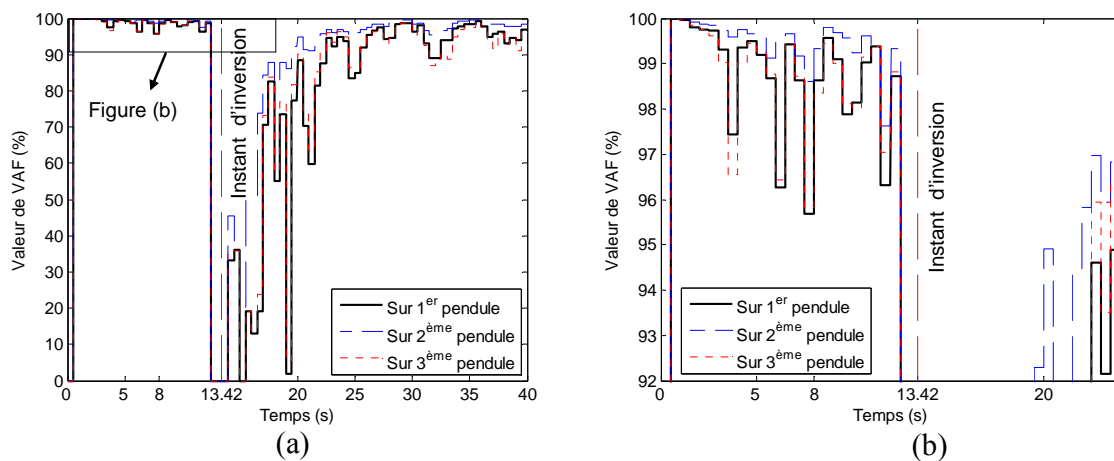 100
90
80
70
60
50
40
30
20
10
0
Valeur de VAF (%)
Figure (b)
Instant d'inversion
Sur 1er pendule
Sur 2ème pendule
Sur 3ème pendule
5
8
13.42
20
25
30
35
40
Temps (s)
(a)
100
99
98
97
96
95
94
93
92
Valeur de VAF (%)
Instant d'inversion
Sur 1er pendule
Sur 2ème pendule
Sur 3ème pendule
5
8
13.42
20
Temps (s)
(b)